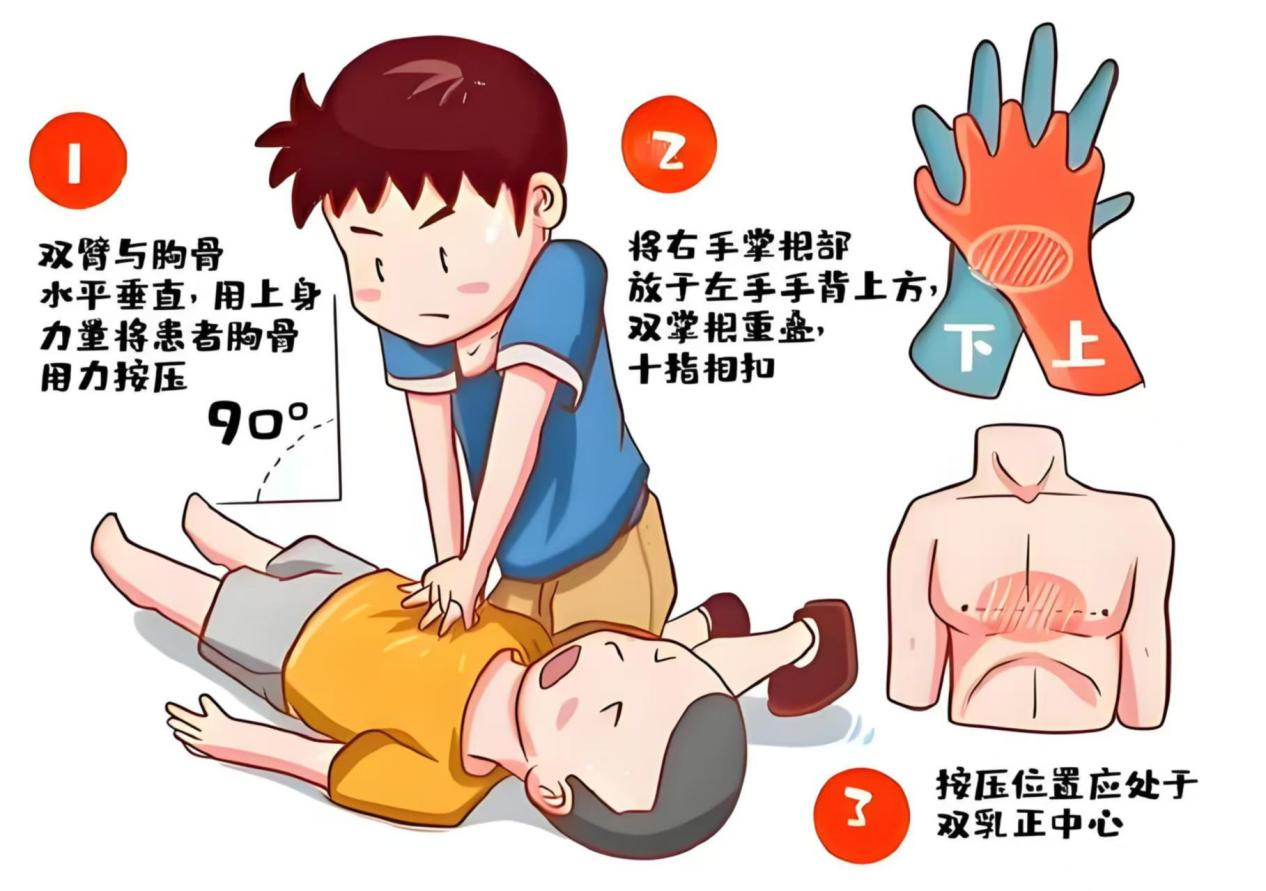 1
双臂与胸骨
水平垂直，用上身
力量将患者胸骨
用力按压
90°
2
将右手掌根部
放于左手手背上方，
双掌根重叠，
十指相扣
下 上
3
按压位置应处于
双乳正中心